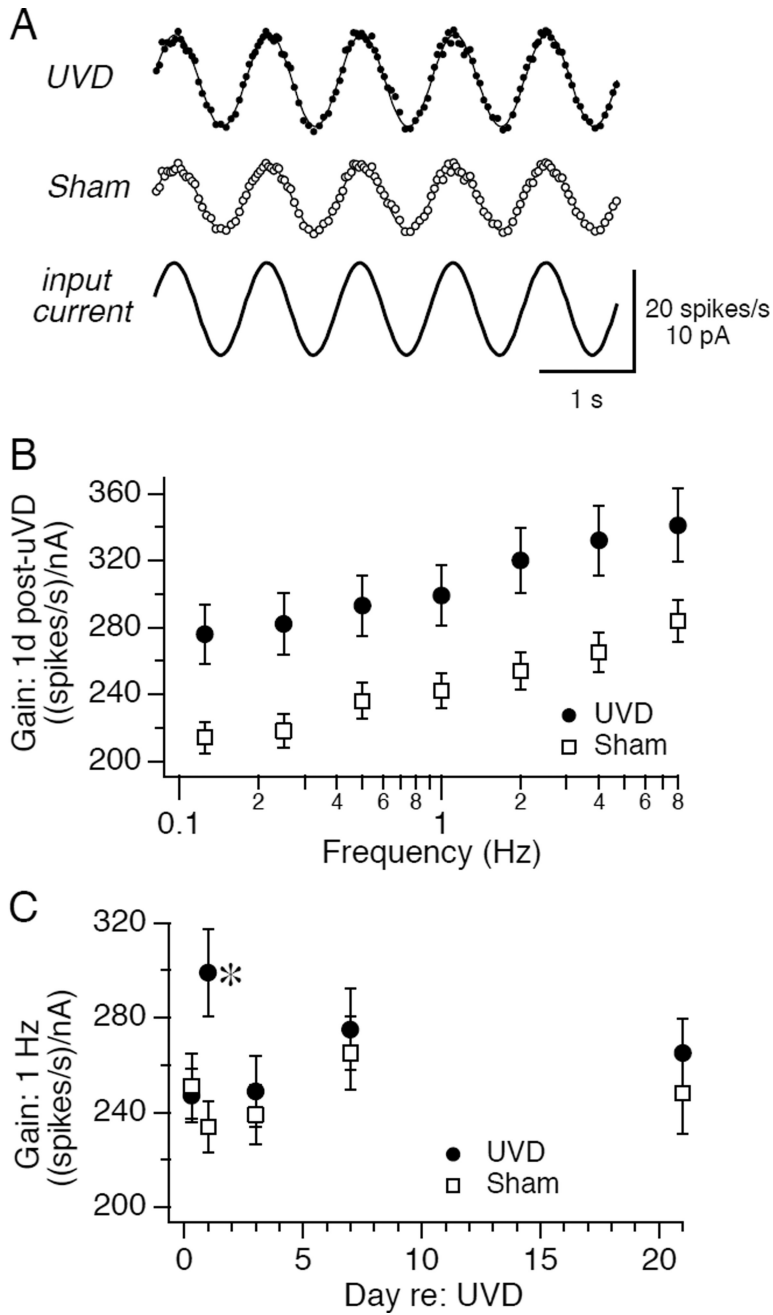 A
UVD
Sham
input
current
20 spikes/s
10 pA
1 s
B
Gain: 1d post-uVD
((spikes/s)/nA)
360
320
280
240
200
UVD
Sham
0.1
2
4
6
8
1
2
4
6
8
Frequency (Hz)
C
Gain: 1 Hz
((spikes/s)/nA)
320
280
240
200
*
UVD
Sham
0
5
10
15
20
Day re: UVD